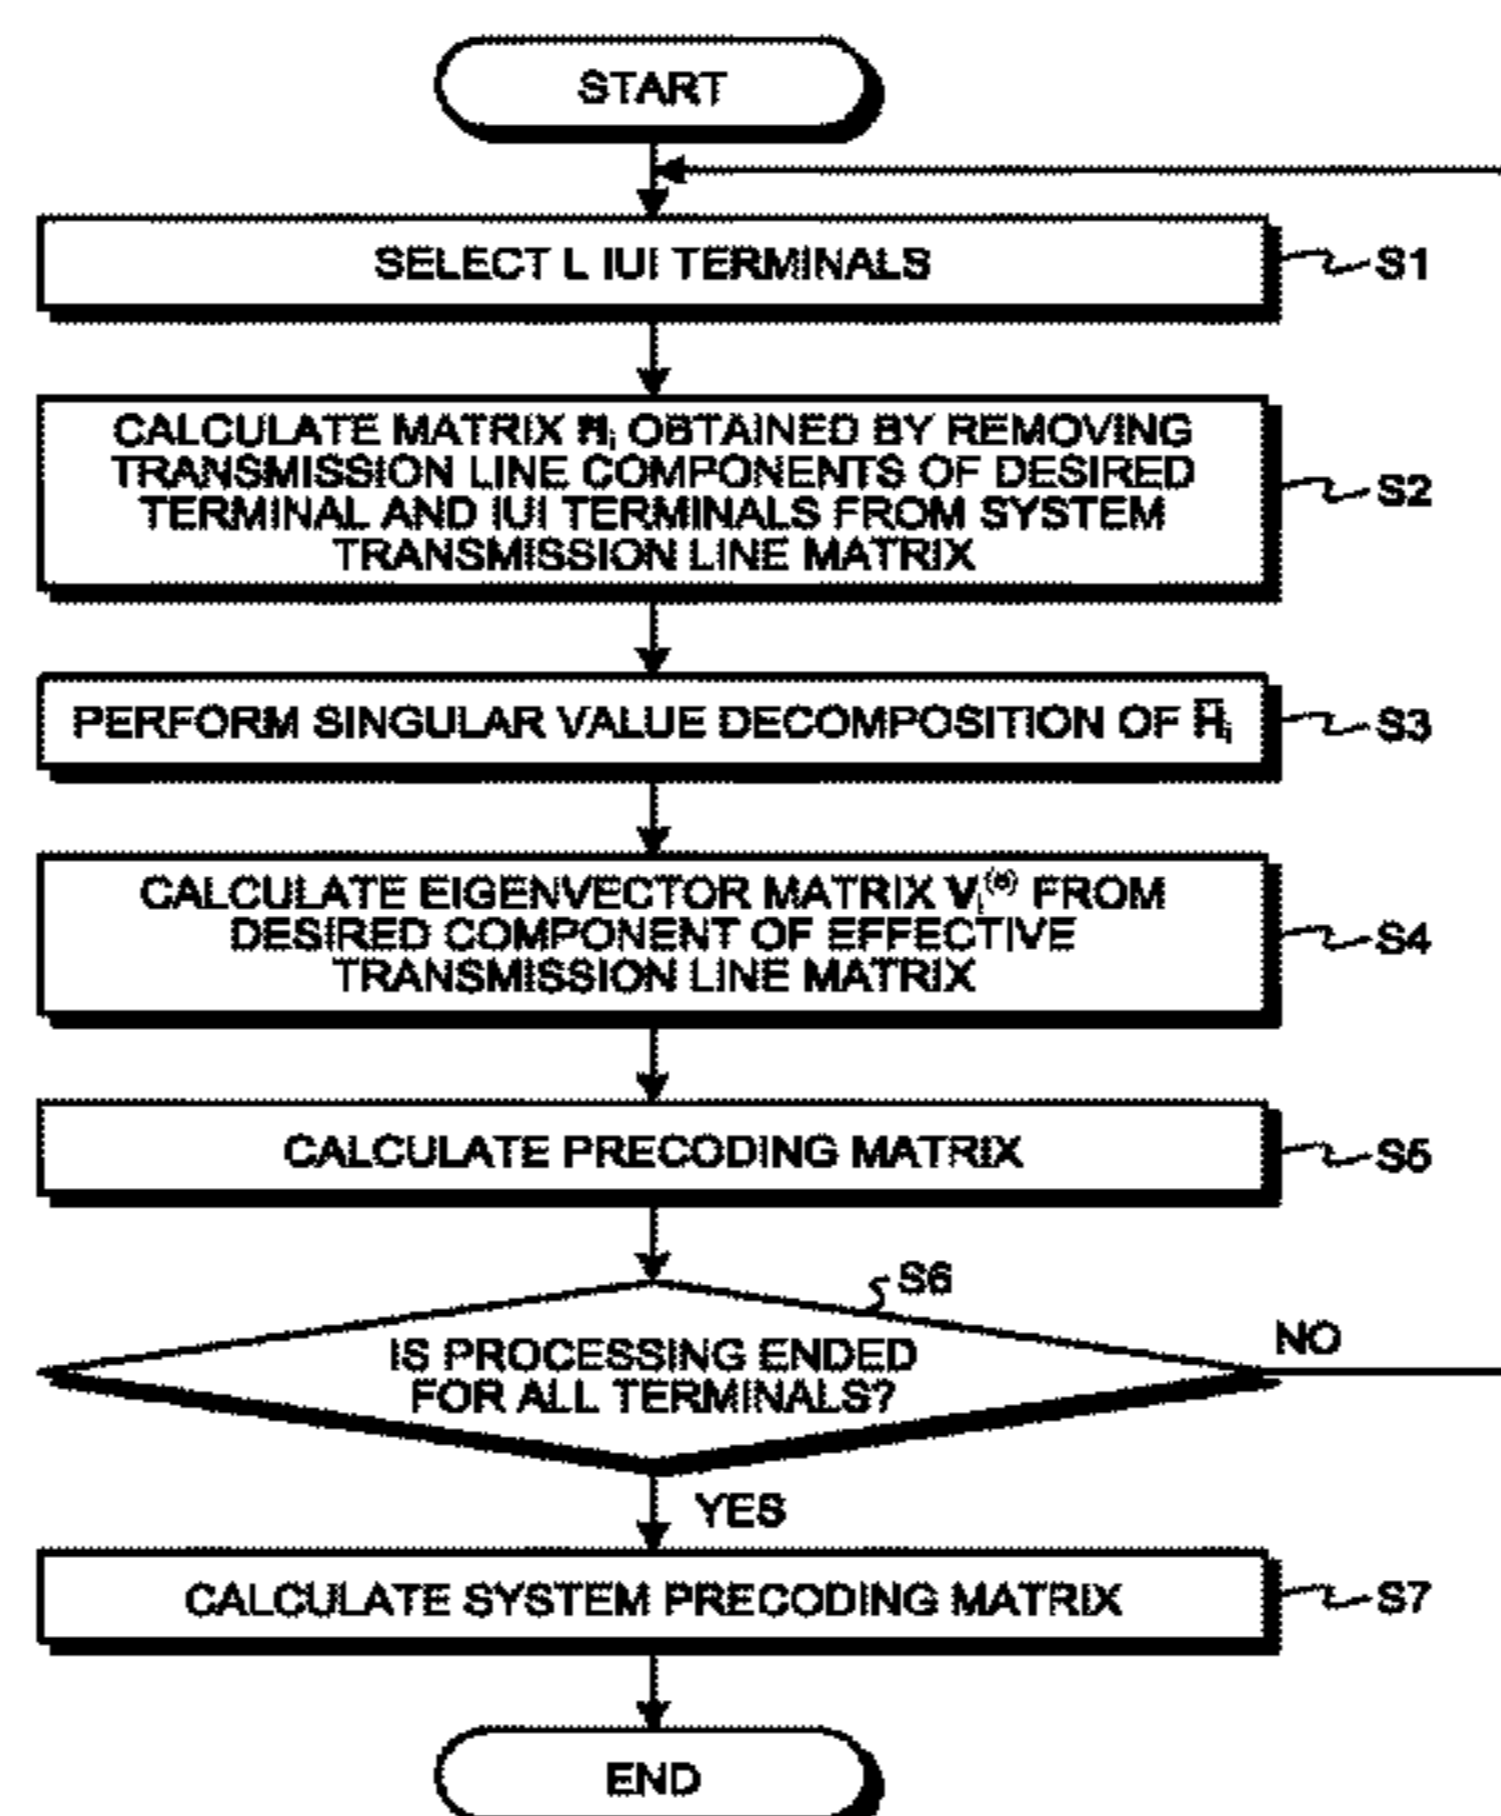 START
SELECT L IUI TERMINALS
S1
CALCULATE MATRIX H̅i OBTAINED BY REMOVING
TRANSMISSION LINE COMPONENTS OF DESIRED
TERMINAL AND IUI TERMINALS FROM SYSTEM
TRANSMISSION LINE MATRIX
S2
PERFORM SINGULAR VALUE DECOMPOSITION OF H̅i
S3
CALCULATE EIGENVECTOR MATRIX Vi(e) FROM
DESIRED COMPONENT OF EFFECTIVE
TRANSMISSION LINE MATRIX
S4
CALCULATE PRECODING MATRIX
S5
S6
IS PROCESSING ENDED
FOR ALL TERMINALS?
NO
YES
CALCULATE SYSTEM PRECODING MATRIX
S7
END